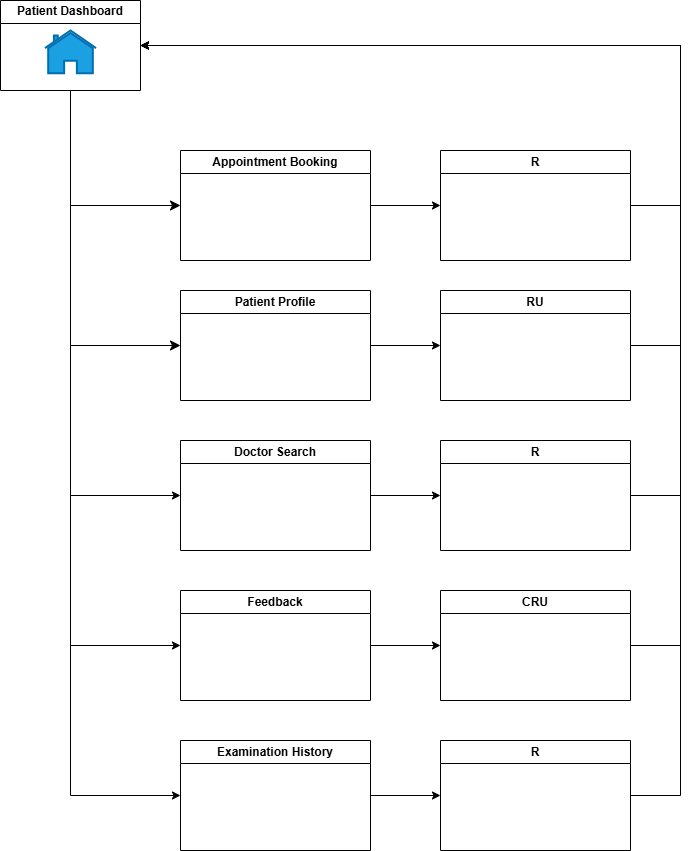 Patient Dashboard
Appointment Booking
R
Patient Profile
RU
Doctor Search
R
Feedback
CRU
Examination History
R